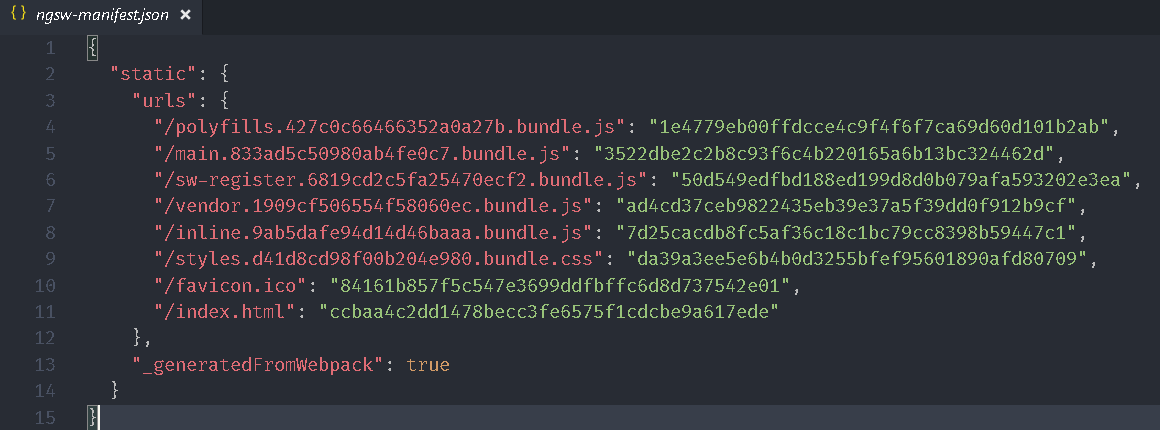 {} ngsw-manifest.json ×
1 {
2 "static": {
3 "urls": {
4 "/polyfills.427c0c66466352a0a27b.bundle.js": "1e4779eb00ffdcce4c9f4f6f7ca69d60d101b2ab",
5 "/main.833ad5c50980ab4fe0c7.bundle.js": "3522dbe2c2b8c93f6c4b220165a6b13bc324462d",
6 "/sw-register.6819cd2c5fa25470ecf2.bundle.js": "50d549edfbd188ed199d8d0b079afa593202e3ea",
7 "/vendor.1909cf506554f58060ec.bundle.js": "ad4cd37ceb9822435eb39e37a5f39dd0f912b9cf",
8 "/inline.9ab5dafe94d14d46baaa.bundle.js": "7d25cacdb8fc5af36c18c1bc79cc8398b59447c1",
9 "/styles.d41d8cd98f00b204e980.bundle.css": "da39a3ee5e6b4b0d3255bfef95601890afd80709",
10 "/favicon.ico": "84161b857f5c547e3699ddfbffc6d8d737542e01",
11 "/index.html": "ccbaa4c2dd1478becc3fe6575f1cdcbe9a617ede"
12 },
13 "_generatedFromWebpack": true
14 }
15 }